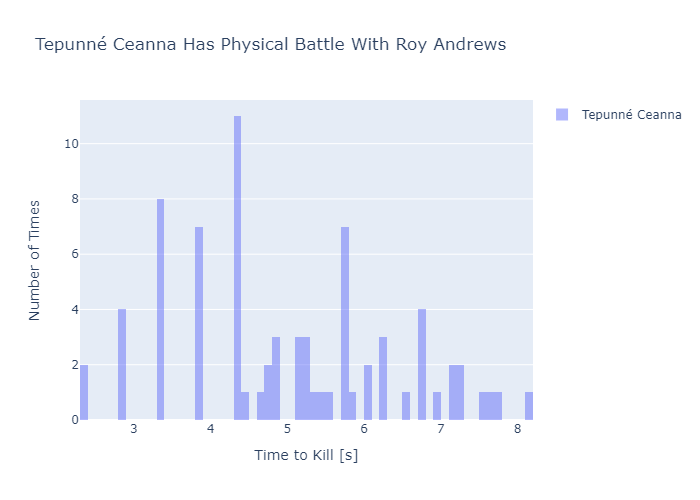 Tepunné Ceanna Has Physical Battle With Roy Andrews
Tepunné Ceanna
Number of Times
10
8
6
4
2
0
3 4 5 6 7 8
Time to Kill [s]